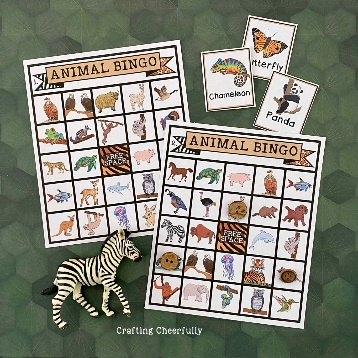 ANIMAL BINGO
Butterfly
Chameleon
Panda
FREE
SPACE
ANIMAL BINGO
FREE
SPACE
Crafting Cheerfully